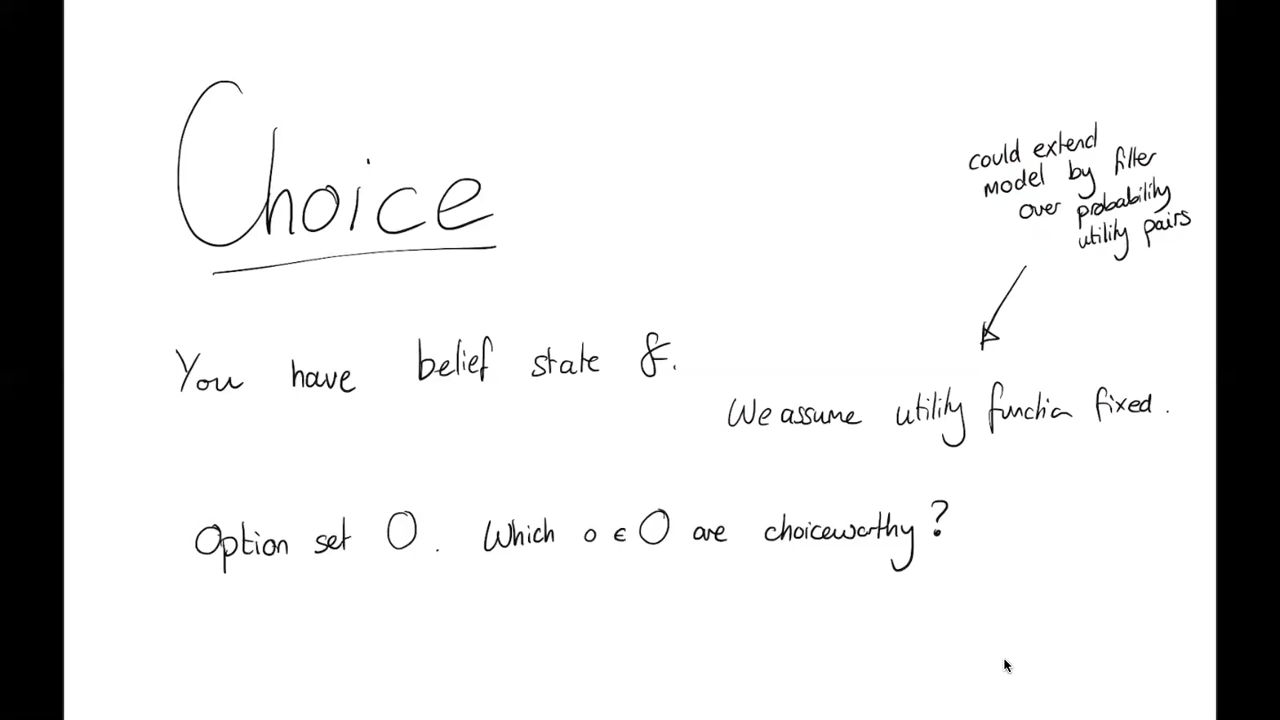 Choice
could extend
model by filter
over probability
utility pairs
You have belief state F.
We assume utility function fixed.
Option set O. Which o ∈ O are choiceworthy?